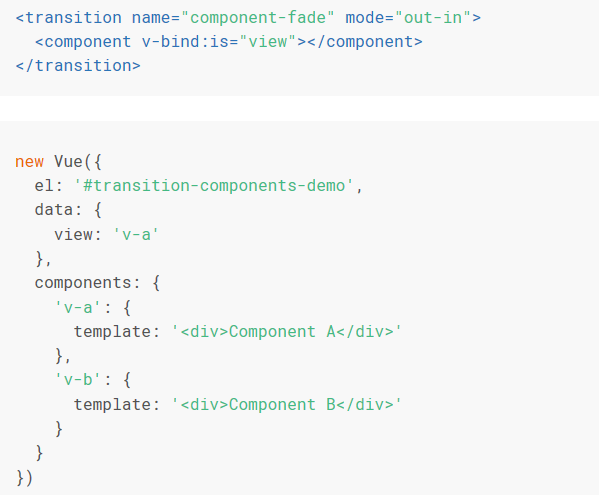 <transition name="component-fade" mode="out-in">
  <component v-bind:is="view"></component>
</transition>
new Vue({
  el: '#transition-components-demo',
  data: {
    view: 'v-a'
  },
  components: {
    'v-a': {
      template: '<div>Component A</div>'
    },
    'v-b': {
      template: '<div>Component B</div>'
    }
  }
})